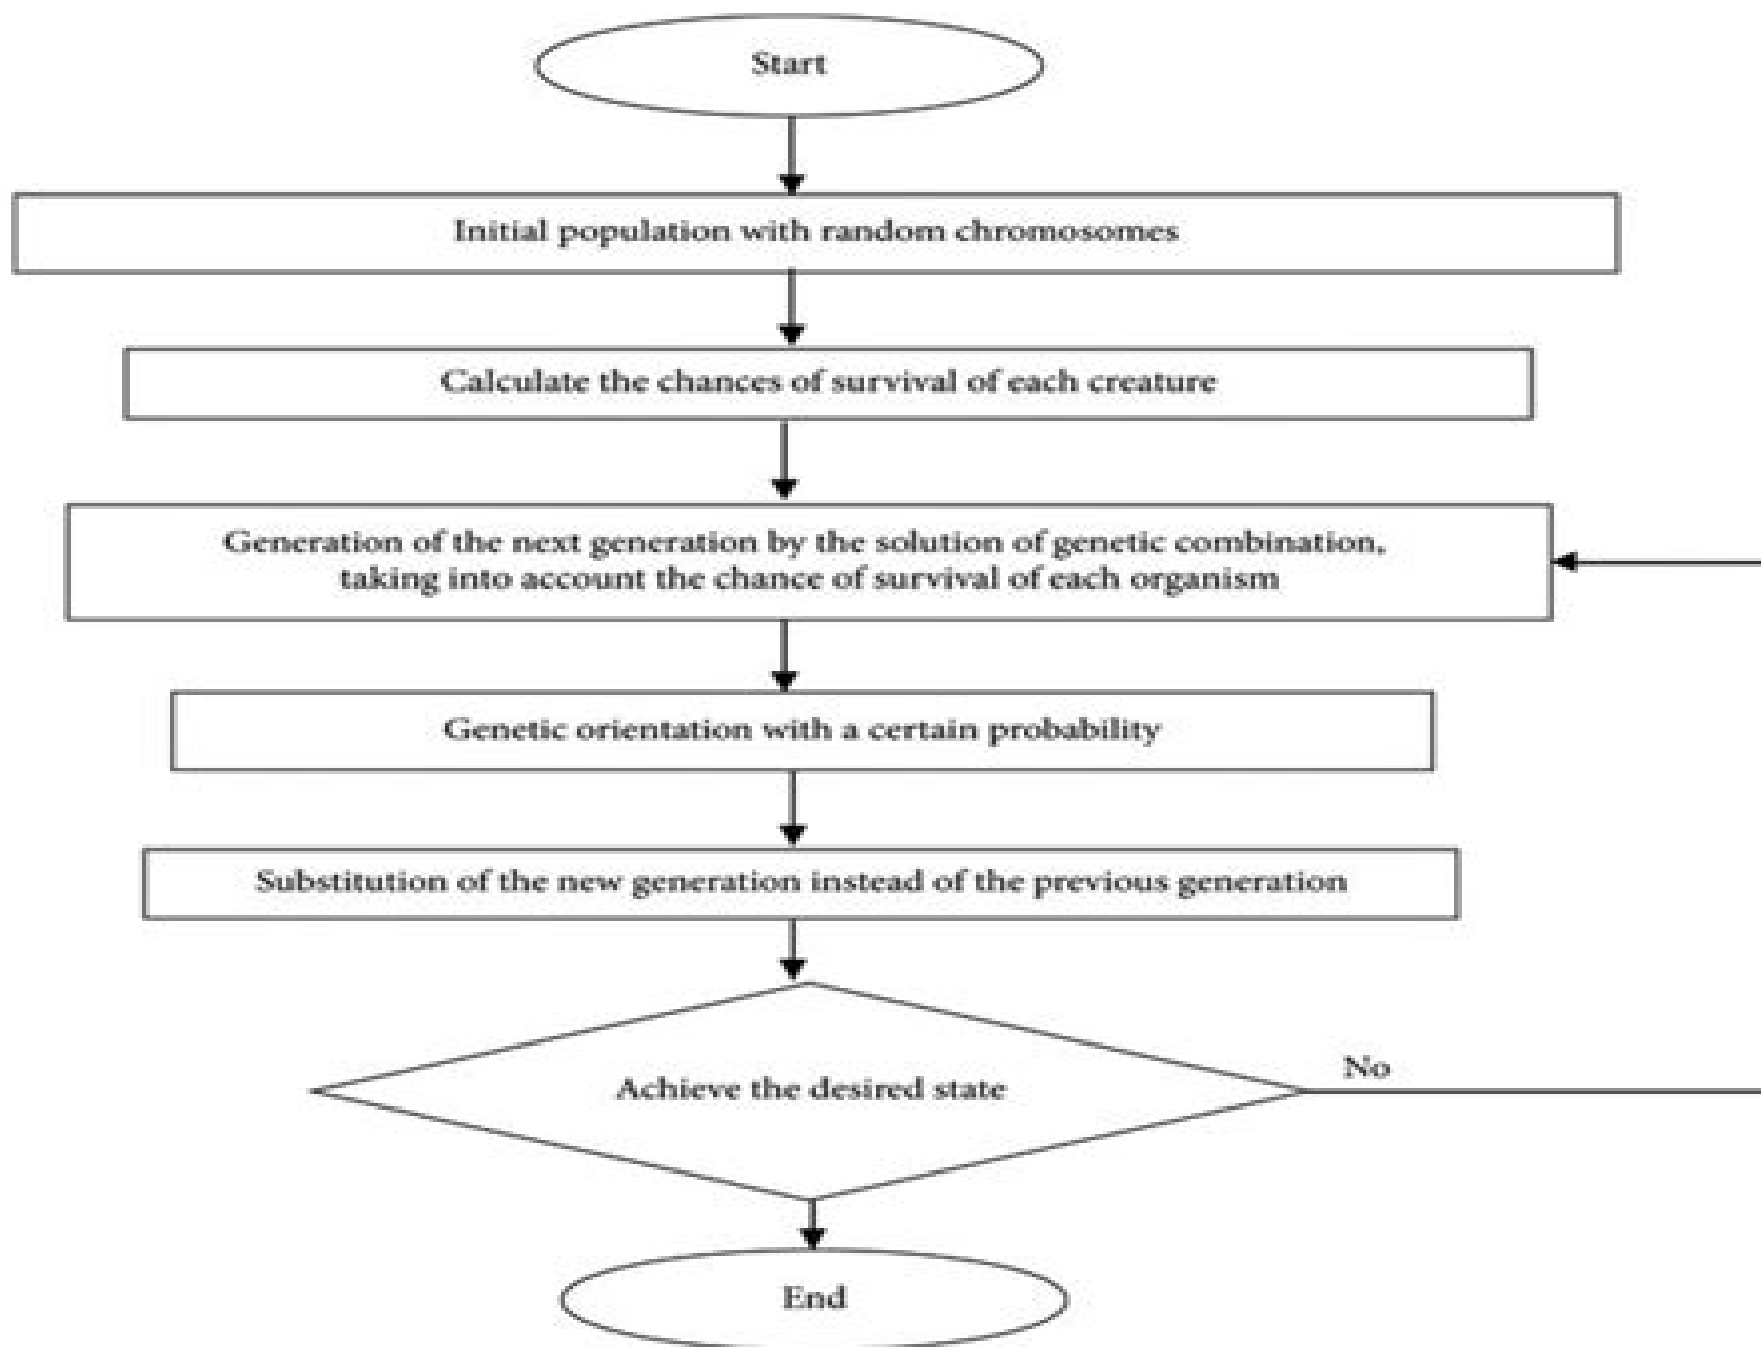 Start
Initial population with random chromosomes
Calculate the chances of survival of each creature
Generation of the next generation by the solution of genetic combination,
taking into account the chance of survival of each organism
Genetic orientation with a certain probability
Substitution of the new generation instead of the previous generation
Achieve the desired state
No
End